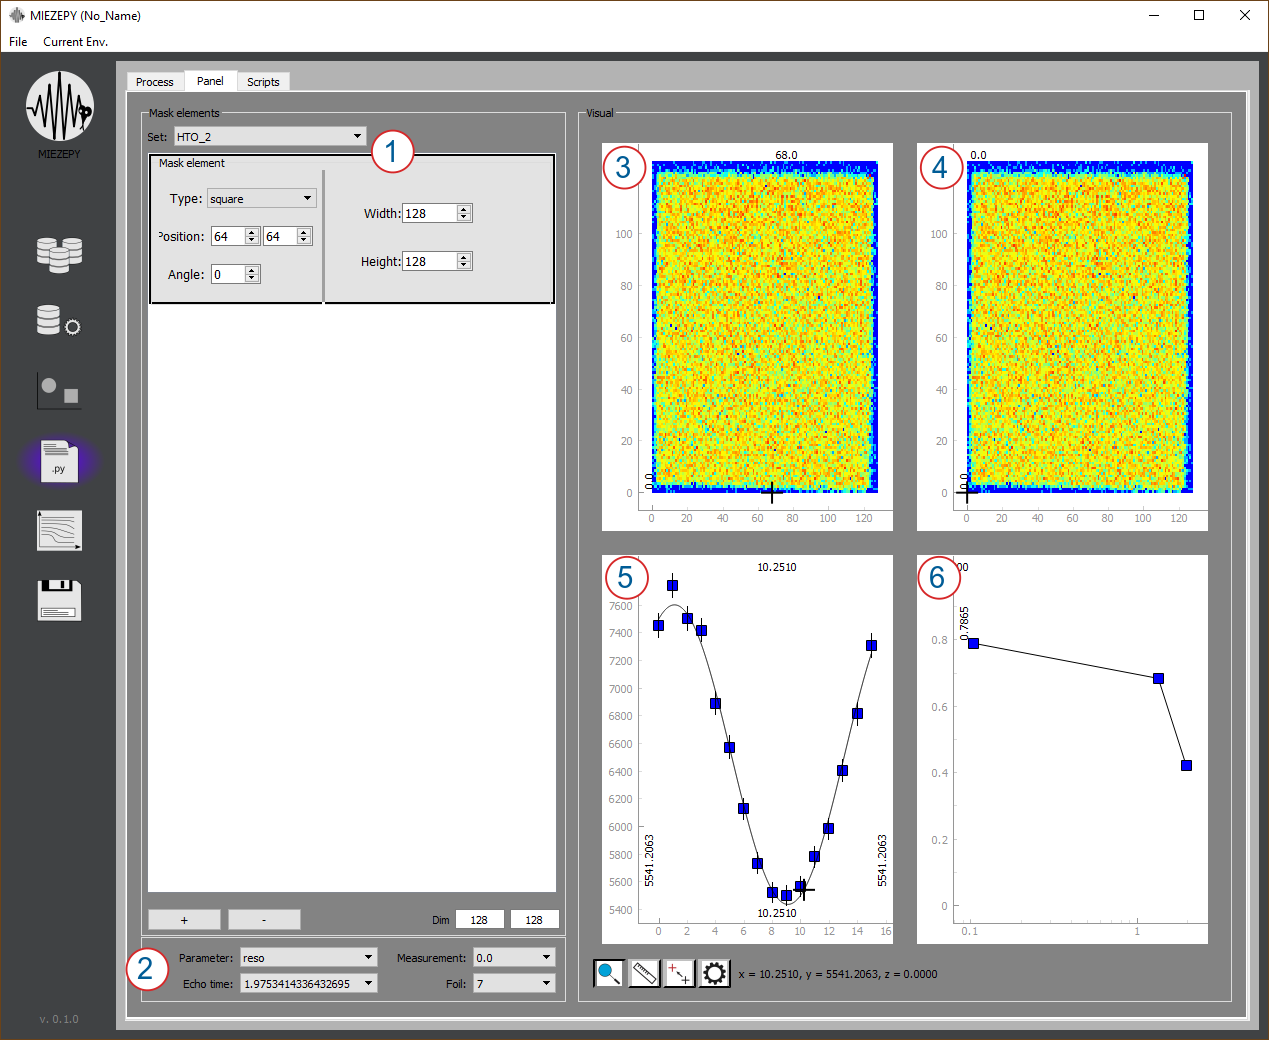 MIEZEPY (No_Name)
File Current Env.
MIEZEPY
.py
v. 0.1.0
Process Panel Scripts
Mask elements
Set: HTO_2
1
Mask element
Type: square
Position: 64 64
Angle: 0
Width: 128
Height: 128
+ - Dim 128 128
2
Parameter: reso Measurement: 0.0
Echo time: 1.9753414336432695 Foil: 7
Visual
3
68.0
0.0
100
80
60
40
20
0
0 20 40 60 80 100 120
4
0.0
0.0
100
80
60
40
20
0
0 20 40 60 80 100 120
5
10.2510
7600
7400
7200
7000
6800
6600
6400
6200
6000
5800
5600
5400
5541.2063
5541.2063
10.2510
0 2 4 6 8 10 12 14 16
6
00
0.7865
0.8
0.6
0.4
0.2
0
0.1 1
x = 10.2510, y = 5541.2063, z = 0.0000